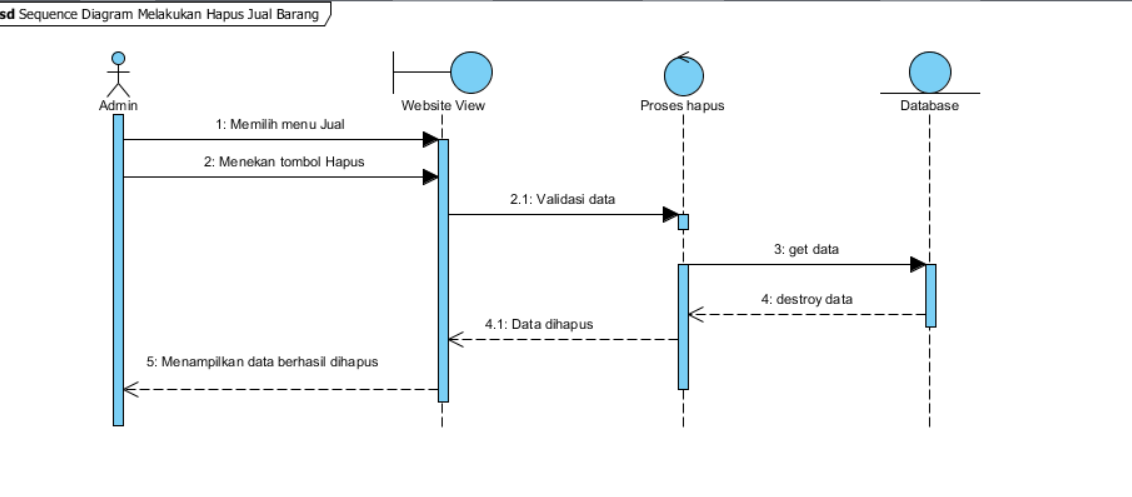 sd Sequence Diagram Melakukan Hapus Jual Barang
Admin
Website View
Proses hapus
Database
1: Memilih menu Jual
2: Menekan tombol Hapus
2.1: Validasi data
3: get data
4: destroy data
4.1: Data dihapus
5: Menampilkan data berhasil dihapus